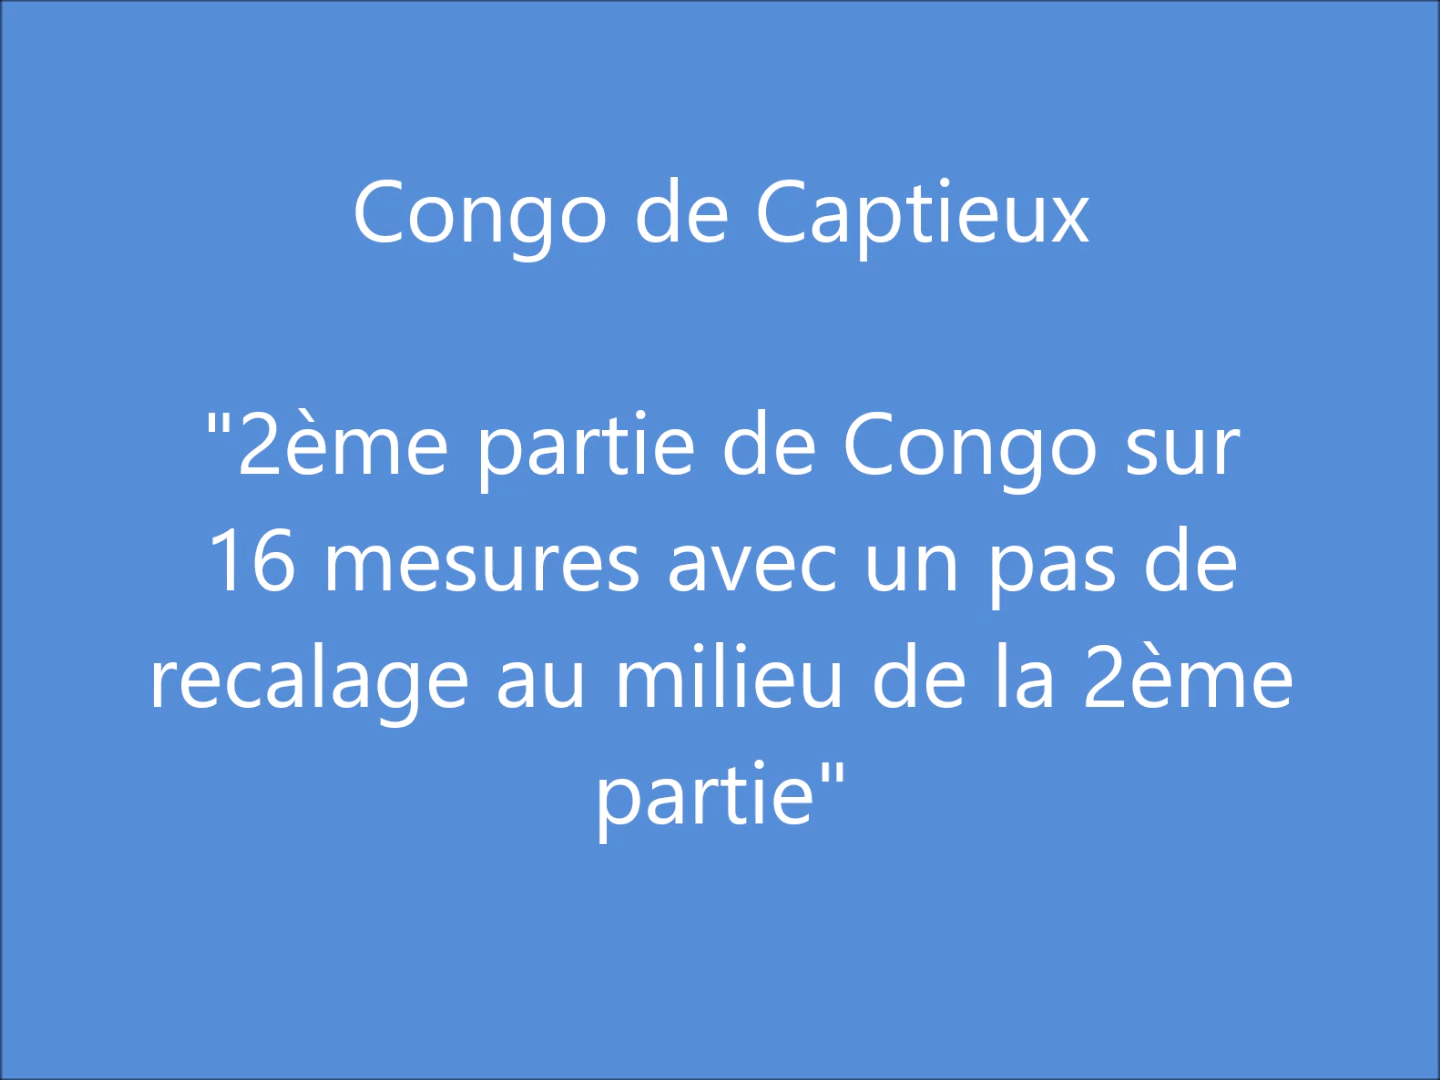 Congo de Captieux
"2ème partie de Congo sur
16 mesures avec un pas de
recalage au milieu de la 2ème
partie"